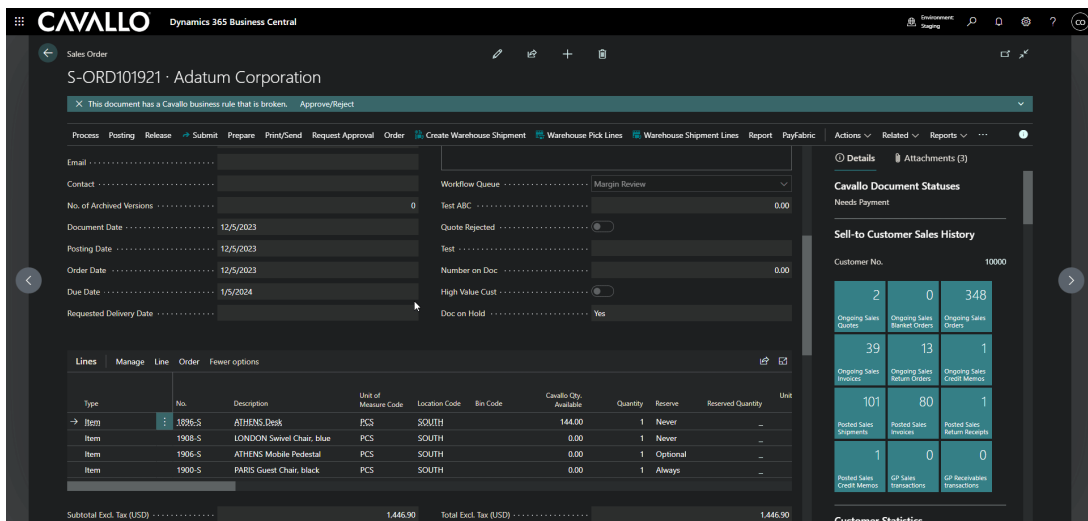 CAVALLO Dynamics 365 Business Central Environment: Staging ? CO
Sales Order
S-ORD101921 · Adatum Corporation
This document has a Cavallo business rule that is broken. Approve/Reject
Process Posting Release Submit Prepare Print/Send Request Approval Order Create Warehouse Shipment Warehouse Pick Lines Warehouse Shipment Lines Report PayFabric Actions Related Reports ...
Email
Contact
No. of Archived Versions 0
Document Date 12/5/2023
Posting Date 12/5/2023
Order Date 12/5/2023
Due Date 1/5/2024
Requested Delivery Date
Workflow Queue Margin Review
Test ABC 0.00
Quote Rejected
Test
Number on Doc 0.00
High Value Cust
Doc on Hold Yes
Lines Manage Line Order Fewer options
Type No. Description Unit of Measure Code Location Code Bin Code Cavallo Qty. Available Quantity Reserve Reserved Quantity Unit
Item 1896-S ATHENS Desk PCS SOUTH 144.00 1 Never _
Item 1908-S LONDON Swivel Chair, blue PCS SOUTH 0.00 1 Never _
Item 1906-S ATHENS Mobile Pedestal PCS SOUTH 0.00 1 Optional _
Item 1900-S PARIS Guest Chair, black PCS SOUTH 0.00 1 Always _
Subtotal Excl. Tax (USD) 1,446.90 Total Excl. Tax (USD) 1,446.90
Details Attachments (3)
Cavallo Document Statuses
Needs Payment
Sell-to Customer Sales History
Customer No. 10000
2 0 348
Ongoing Sales Quotes Ongoing Sales Blanket Orders Ongoing Sales Orders
39 13 1
Ongoing Sales Invoices Ongoing Sales Return Orders Ongoing Sales Credit Memos
101 80 1
Posted Sales Shipments Posted Sales Invoices Posted Sales Return Receipts
1 0 0
Posted Sales Credit Memos GP Sales transactions GP Receivables transactions
Customer Statistics